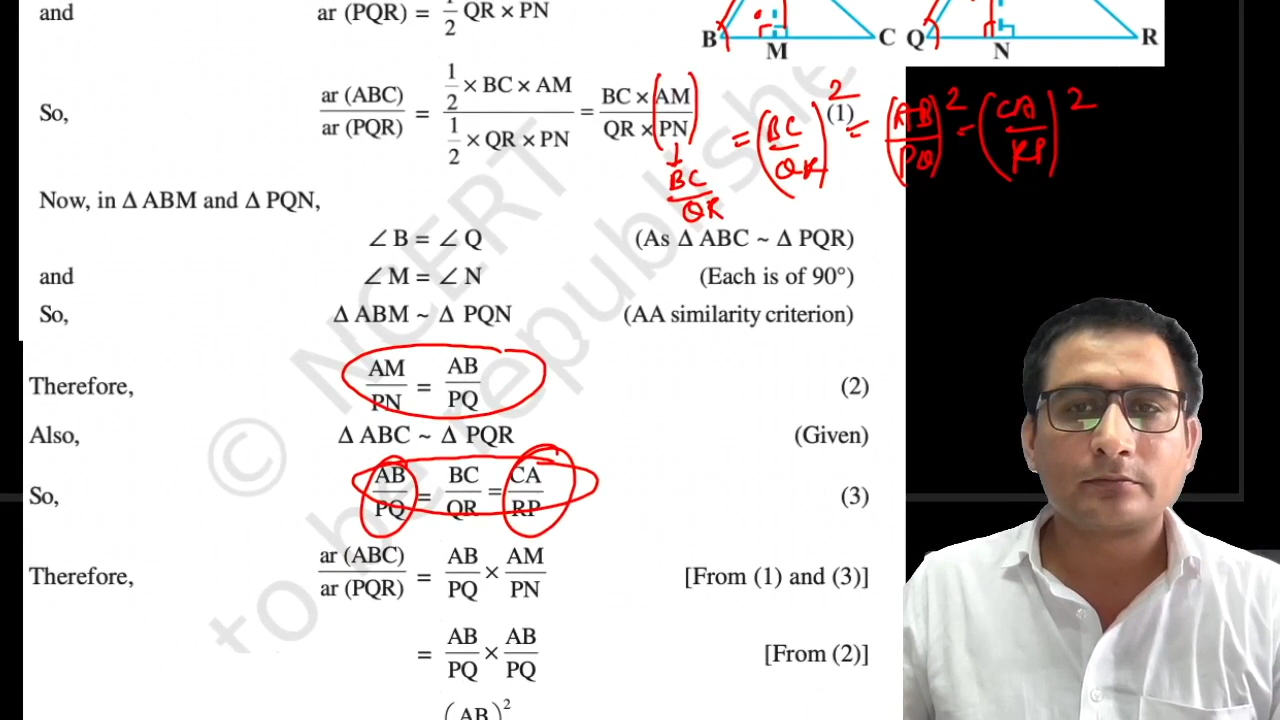 and ar (PQR) = 1/2 QR × PN
B M C Q N R
So, ar (ABC)/ar (PQR) = (1/2 × BC × AM)/(1/2 × QR × PN) = (BC × AM)/(QR × PN) (1)
= (BC/QR)² = (AB/PQ)² = (CA/RP)²
BC/QR
Now, in Δ ABM and Δ PQN,
∠ B = ∠ Q (As Δ ABC ~ Δ PQR)
and ∠ M = ∠ N (Each is of 90°)
So, Δ ABM ~ Δ PQN (AA similarity criterion)
Therefore, AM/PN = AB/PQ (2)
Also, Δ ABC ~ Δ PQR (Given)
So, AB/PQ = BC/QR = CA/RP (3)
Therefore, ar (ABC)/ar (PQR) = AB/PQ × AM/PN [From (1) and (3)]
= AB/PQ × AB/PQ [From (2)]
(AB)²
© NCERT
to be republishe